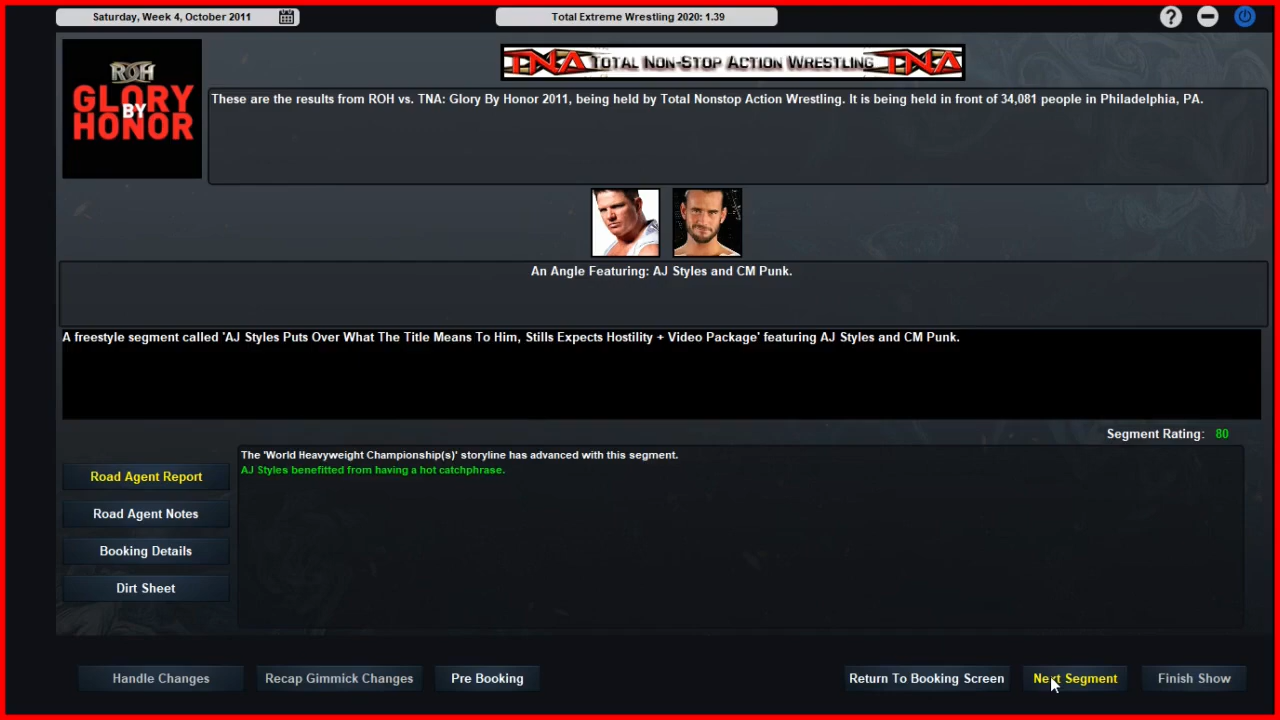 Saturday, Week 4, October 2011
Total Extreme Wrestling 2020: 1.39
?
ROH
GLORY
BY
HONOR
TNA TOTAL NON-STOP ACTION WRESTLING TNA
These are the results from ROH vs. TNA: Glory By Honor 2011, being held by Total Nonstop Action Wrestling. It is being held in front of 34,081 people in Philadelphia, PA.
An Angle Featuring: AJ Styles and CM Punk.
A freestyle segment called 'AJ Styles Puts Over What The Title Means To Him, Stills Expects Hostility + Video Package' featuring AJ Styles and CM Punk.
Segment Rating: 80
The 'World Heavyweight Championship(s)' storyline has advanced with this segment.
AJ Styles benefitted from having a hot catchphrase.
Road Agent Report
Road Agent Notes
Booking Details
Dirt Sheet
Handle Changes
Recap Gimmick Changes
Pre Booking
Return To Booking Screen
Next Segment
Finish Show